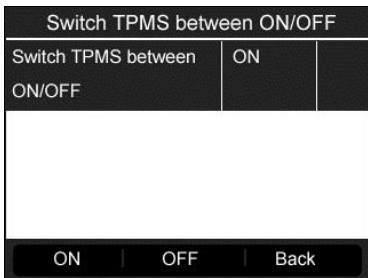 Switch TPMS between ON/OFF
Switch TPMS between ON
ON/OFF
ON OFF Back